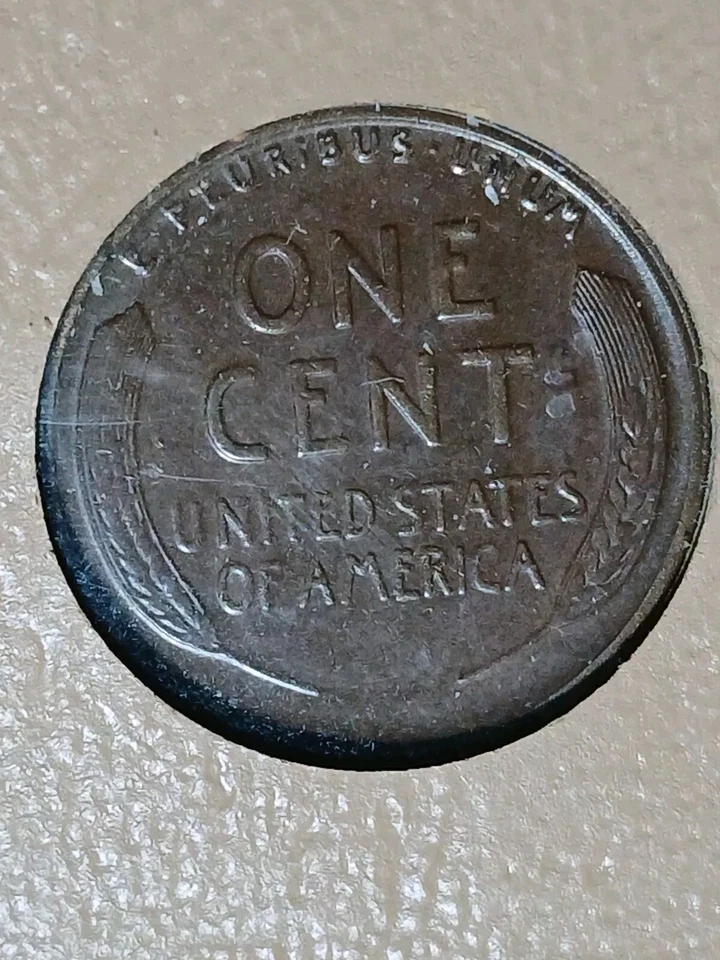 E PLURIBUS · UNUM
ONE
CENT
UNITED STATES
OF AMERICA